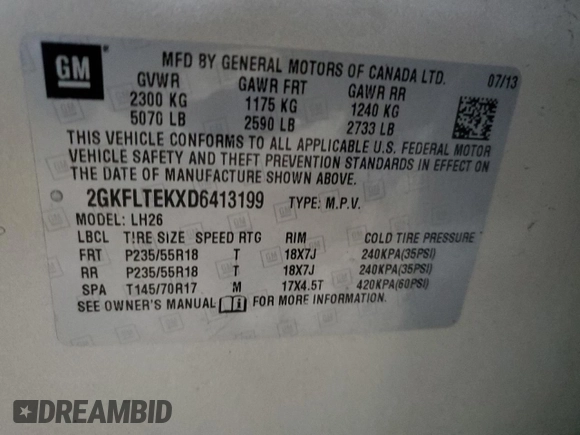 GM
MFD BY GENERAL MOTORS OF CANADA LTD.
07/13
GVWR GAWR FRT GAWR RR
2300 KG 1175 KG 1240 KG
5070 LB 2590 LB 2733 LB
THIS VEHICLE CONFORMS TO ALL APPLICABLE U.S. FEDERAL MOTOR
VEHICLE SAFETY AND THEFT PREVENTION STANDARDS IN EFFECT ON
THE DATE OF MANUFACTURE SHOWN ABOVE.
2GKFLTEKXD6413199 TYPE: M.P.V.
MODEL: LH26
LBCL TIRE SIZE SPEED RTG RIM COLD TIRE PRESSURE
FRT P235/55R18 T 18X7J 240KPA(35PSI)
RR P235/55R18 T 18X7J 240KPA(35PSI)
SPA T145/70R17 M 17X4.5T 420KPA(60PSI)
SEE OWNER'S MANUAL FOR MORE INFORMATION.
DREAMBID